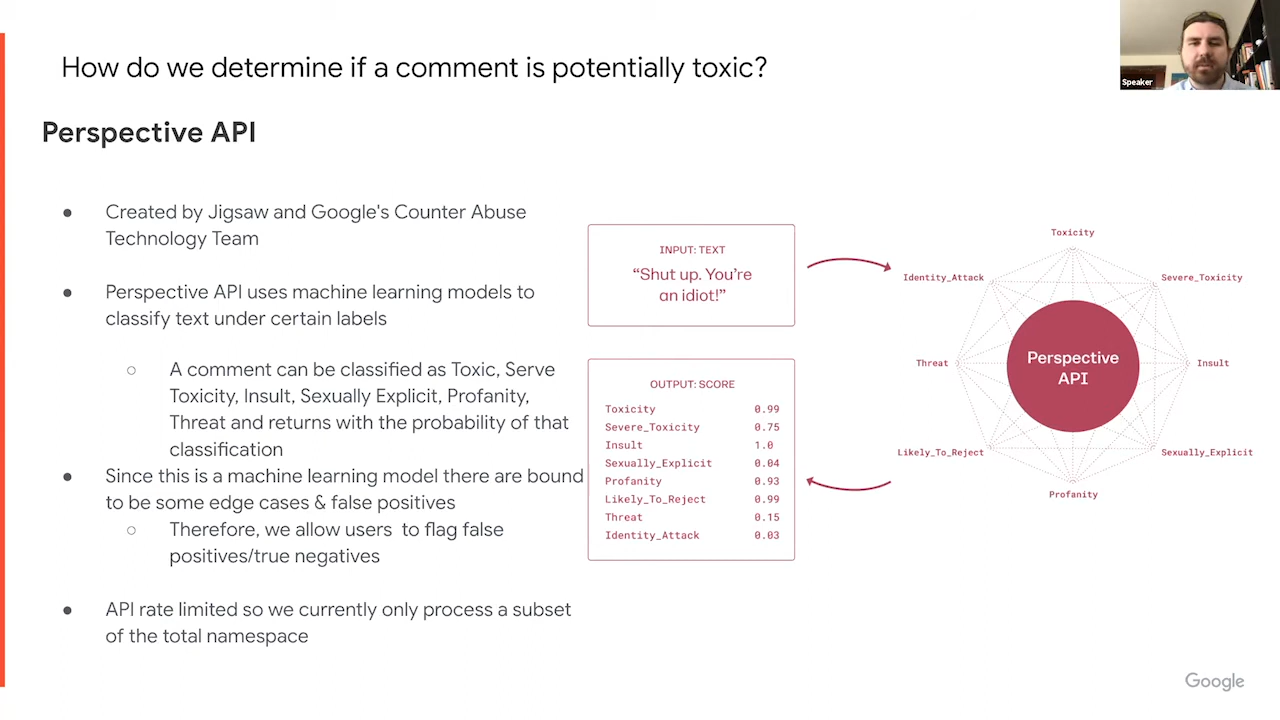 How do we determine if a comment is potentially toxic?
Speaker
Perspective API
● Created by Jigsaw and Google's Counter Abuse
Technology Team
● Perspective API uses machine learning models to
classify text under certain labels
○ A comment can be classified as Toxic, Serve
Toxicity, Insult, Sexually Explicit, Profanity,
Threat and returns with the probability of that
classification
● Since this is a machine learning model there are bound
to be some edge cases & false positives
○ Therefore, we allow users to flag false
positives/true negatives
● API rate limited so we currently only process a subset
of the total namespace
INPUT: TEXT
“Shut up. You’re
an idiot!”
OUTPUT: SCORE
Toxicity 0.99
Severe_Toxicity 0.75
Insult 1.0
Sexually_Explicit 0.04
Profanity 0.93
Likely_To_Reject 0.99
Threat 0.15
Identity_Attack 0.03
Toxicity
Identity_Attack
Severe_Toxicity
Threat
Perspective
API
Insult
Likely_To_Reject
Sexually_Explicit
Profanity
Google